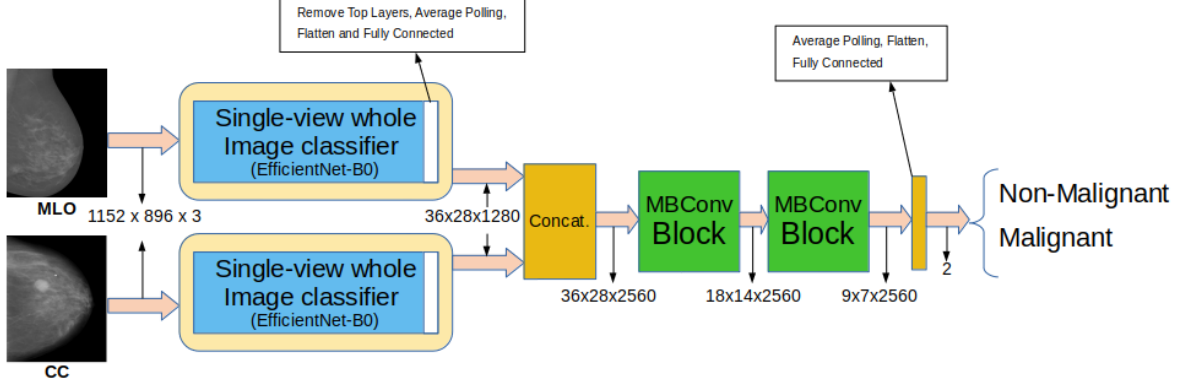 Remove Top Layers, Average Polling,
Flatten and Fully Connected
Average Polling, Flatten,
Fully Connected
Single-view whole
Image classifier
(EfficientNet-B0)
MLO
1152 x 896 x 3
36x28x1280
Concat.
MBConv
Block
MBConv
Block
Non-Malignant
Malignant
Single-view whole
Image classifier
(EfficientNet-B0)
36x28x2560
18x14x2560
9x7x2560
2
CC